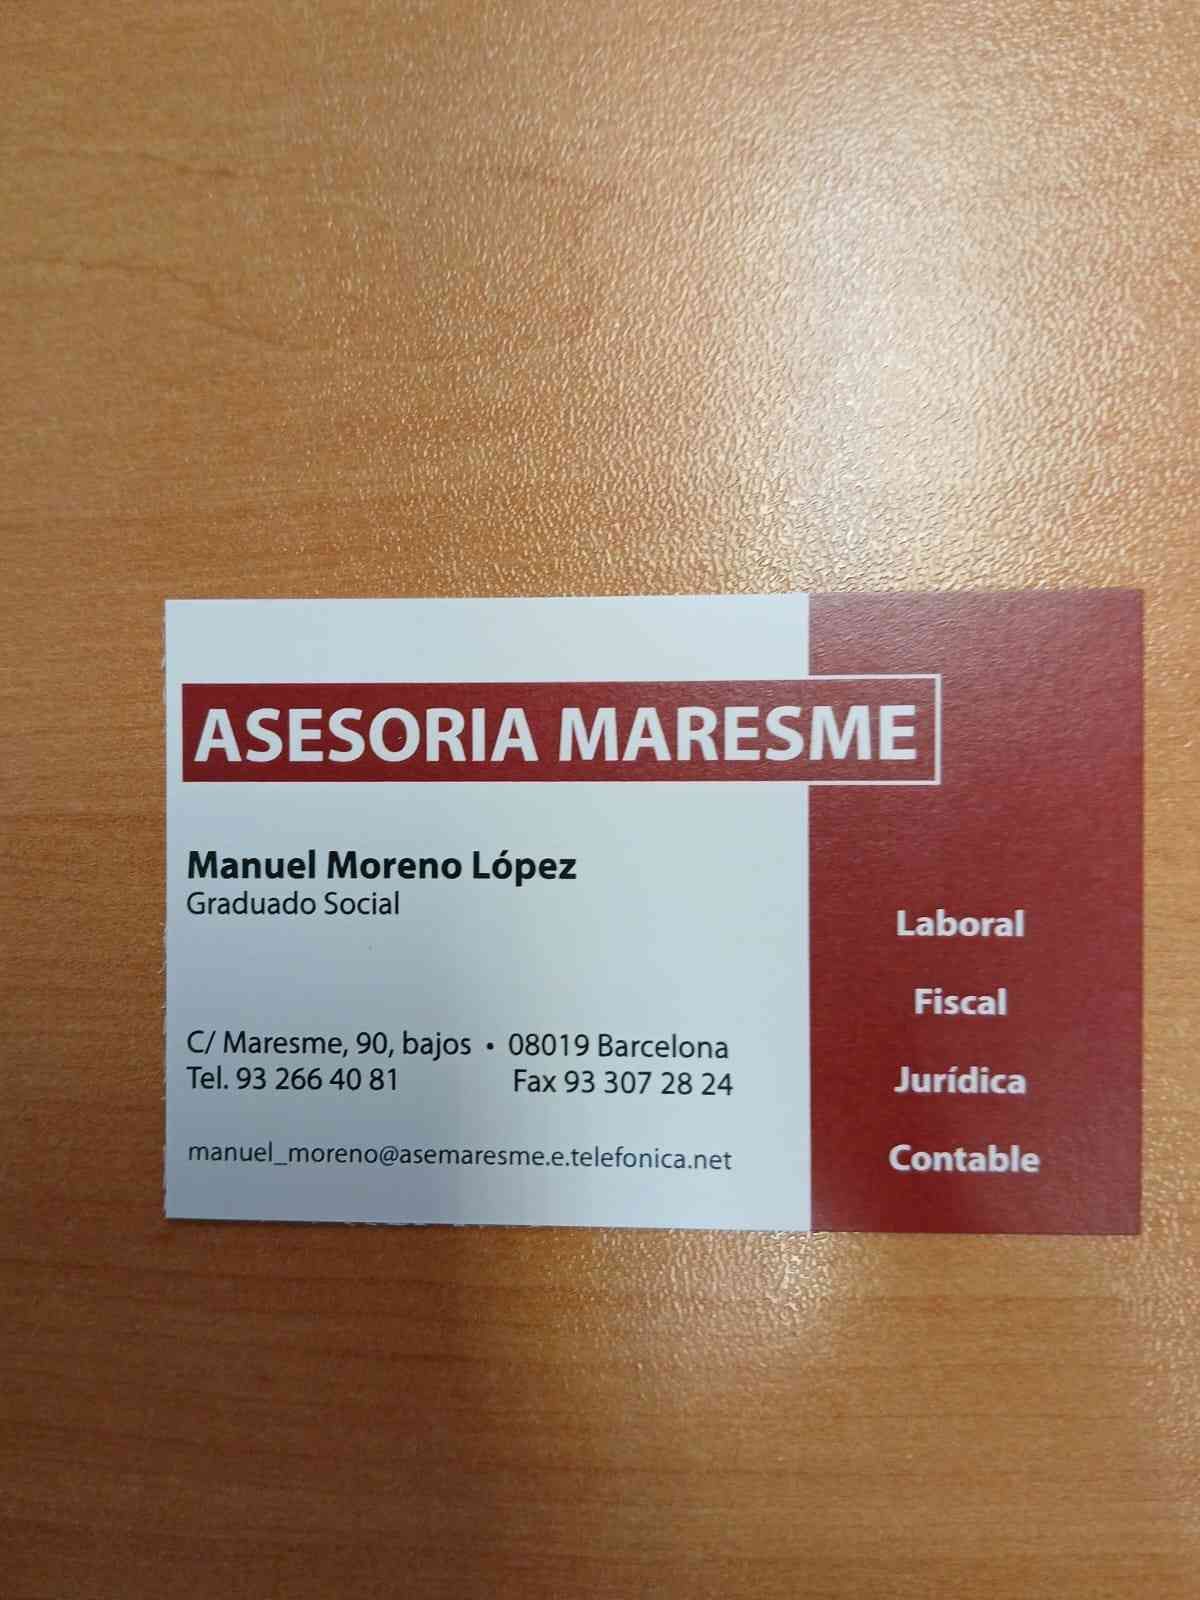 ASESORIA MARESME
Manuel Moreno López
Graduado Social
C/ Maresme, 90, bajos • 08019 Barcelona
Tel. 93 266 40 81 Fax 93 307 28 24
manuel_moreno@asemaresme.e.telefonica.net
Laboral
Fiscal
Jurídica
Contable